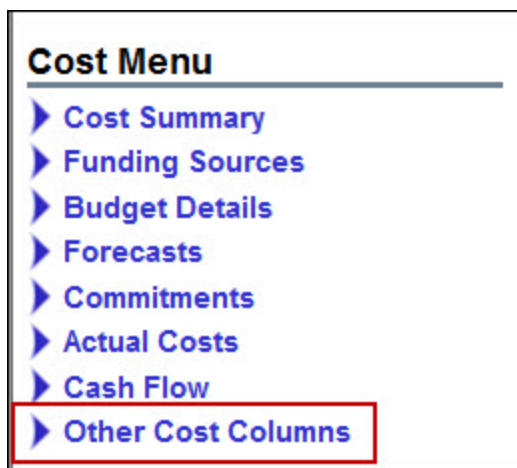 Cost Menu
Cost Summary
Funding Sources
Budget Details
Forecasts
Commitments
Actual Costs
Cash Flow
Other Cost Columns